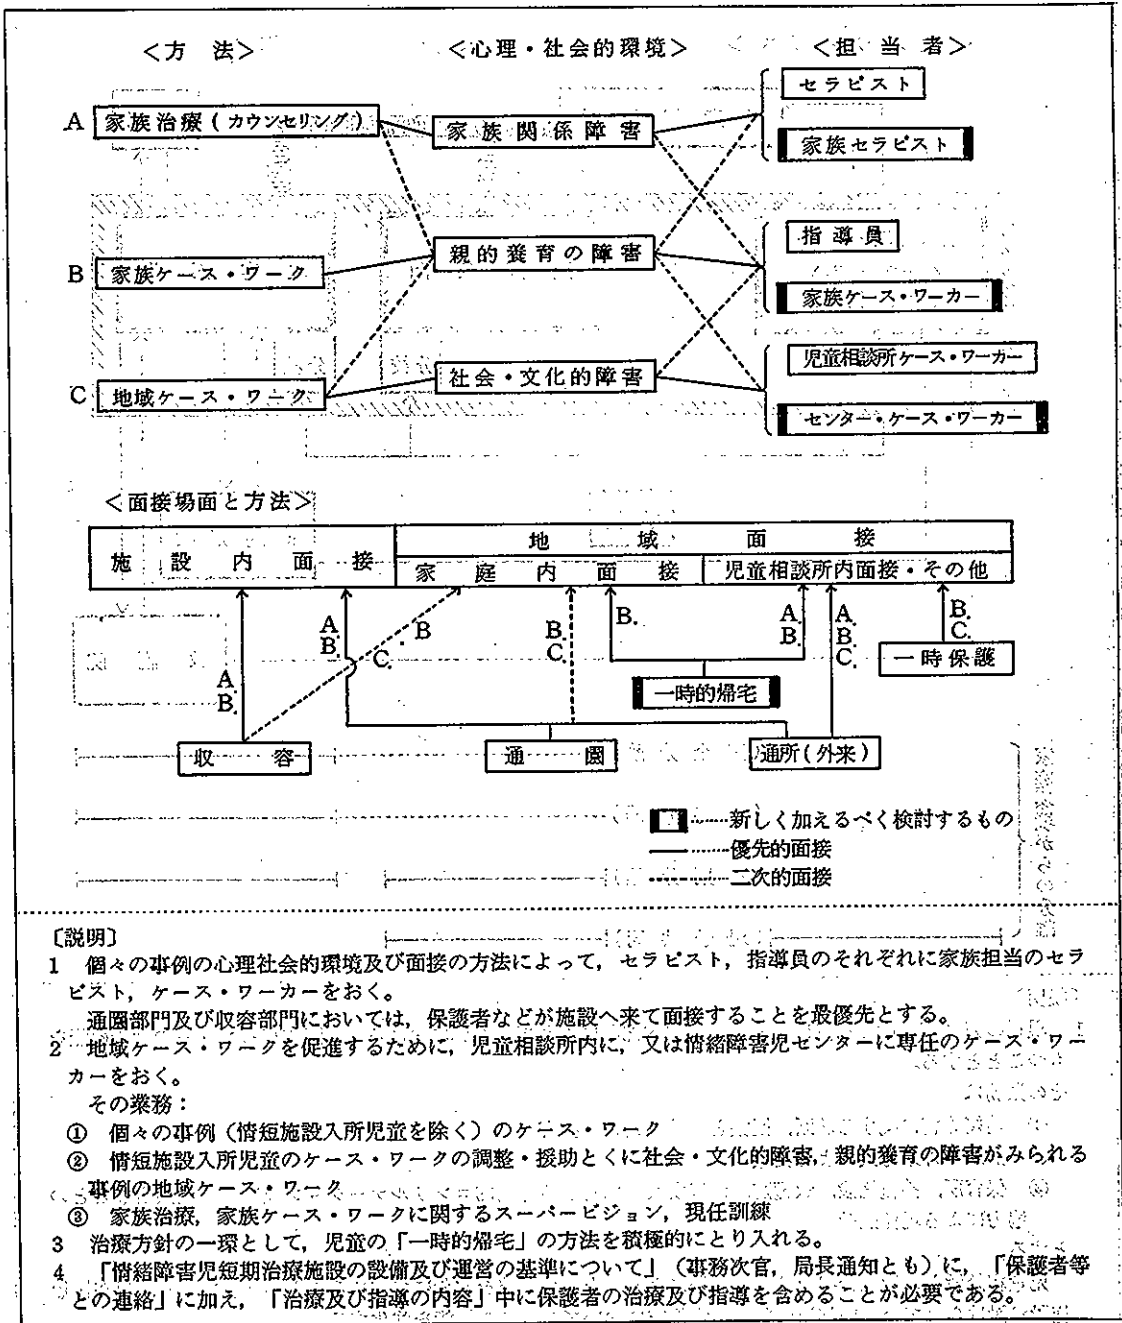 <方 法>
<心理・社会的環境>
<担 当 者>
A 家族治療(カウンセリング)
家族関係障害
セラピスト
家族セラピスト
B 家族ケース・ワーク
親的養育の障害
指導員
家族ケース・ワーカー
C 地域ケース・ワーク
社会・文化的障害
児童相談所ケース・ワーカー
センター・ケース・ワーカー
<面接場面と方法>
施設内面接
地域面接
家庭内面接
児童相談所内面接・その他
A.
B.
A.
B.
B
C.
B.
C.
B.
A.
B.
A.
B.
C.
B.
C.
一時保護
一時的帰宅
収容
通園
通所(外来)
……新しく加えるべく検討するもの
………優先的面接
………二次的面接
〔説明〕
1 個々の事例の心理社会的環境及び面接の方法によって,セラピスト,指導員のそれぞれに家族担当のセラ
ピスト,ケース・ワーカーをおく。
通園部門及び収容部門においては,保護者などが施設へ来て面接することを最優先とする。
2 地域ケース・ワークを促進するために,児童相談所内に,又は情緒障害児センターに専任のケース・ワー
カーをおく。
その業務:
① 個々の事例(情短施設入所児童を除く)のケース・ワーク
② 情短施設入所児童のケース・ワークの調整・援助とくに社会・文化的障害,親的養育の障害がみられる
事例の地域ケース・ワーク
③ 家族治療,家族ケース・ワークに関するスーパービジョン,現任訓練
3 治療方針の一環として,児童の「一時的帰宅」の方法を積極的にとり入れる。
4 「情緒障害児短期治療施設の設備及び運営の基準について」(事務次官,局長通知とも)に,「保護者等
との連絡」に加え,「治療及び指導の内容」中に保護者の治療及び指導を含めることが必要である。